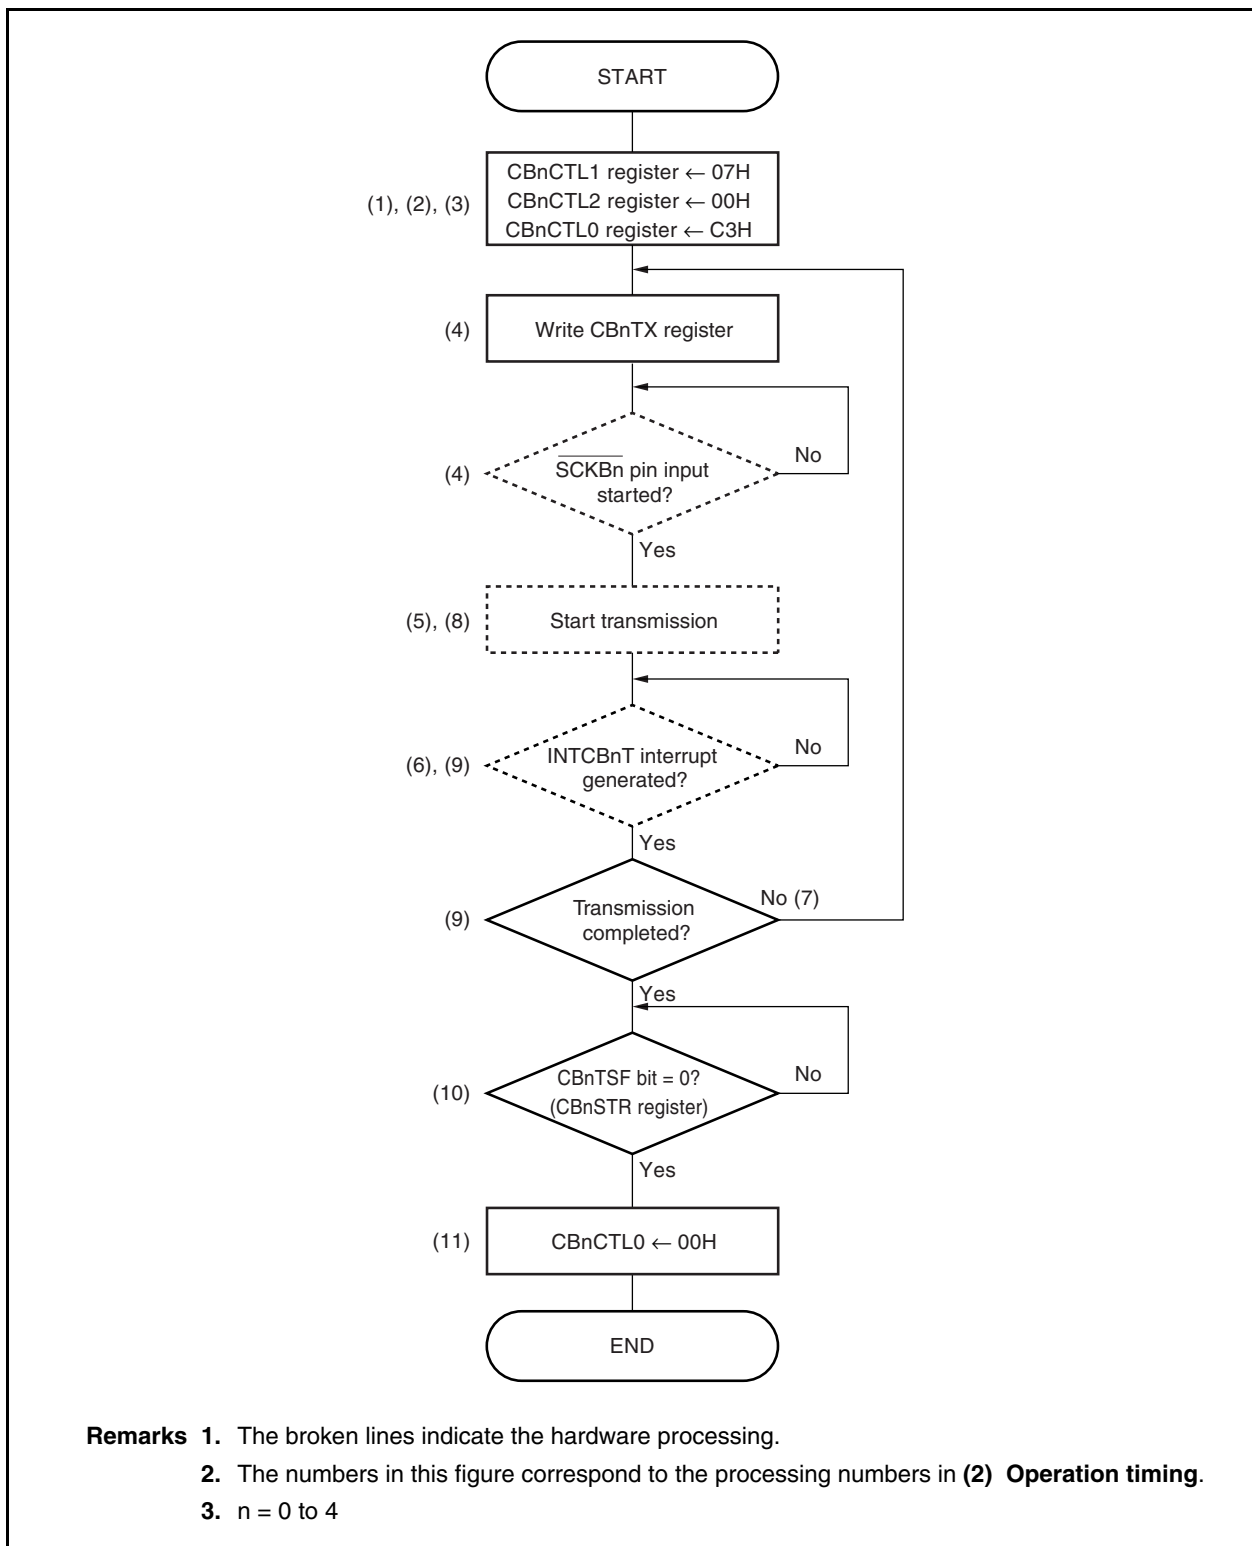 START
(1), (2), (3)
CBnCTL1 register ← 07H
CBnCTL2 register ← 00H
CBnCTL0 register ← C3H
(4)
Write CBnTX register
(4)
S̅C̅K̅B̅n̅ pin input
started?
No
Yes
(5), (8)
Start transmission
(6), (9)
INTCBnT interrupt
generated?
No
Yes
(9)
Transmission
completed?
No (7)
Yes
(10)
CBnTSF bit = 0?
(CBnSTR register)
No
Yes
(11)
CBnCTL0 ← 00H
END
Remarks 1. The broken lines indicate the hardware processing.
2. The numbers in this figure correspond to the processing numbers in (2) Operation timing.
3. n = 0 to 4